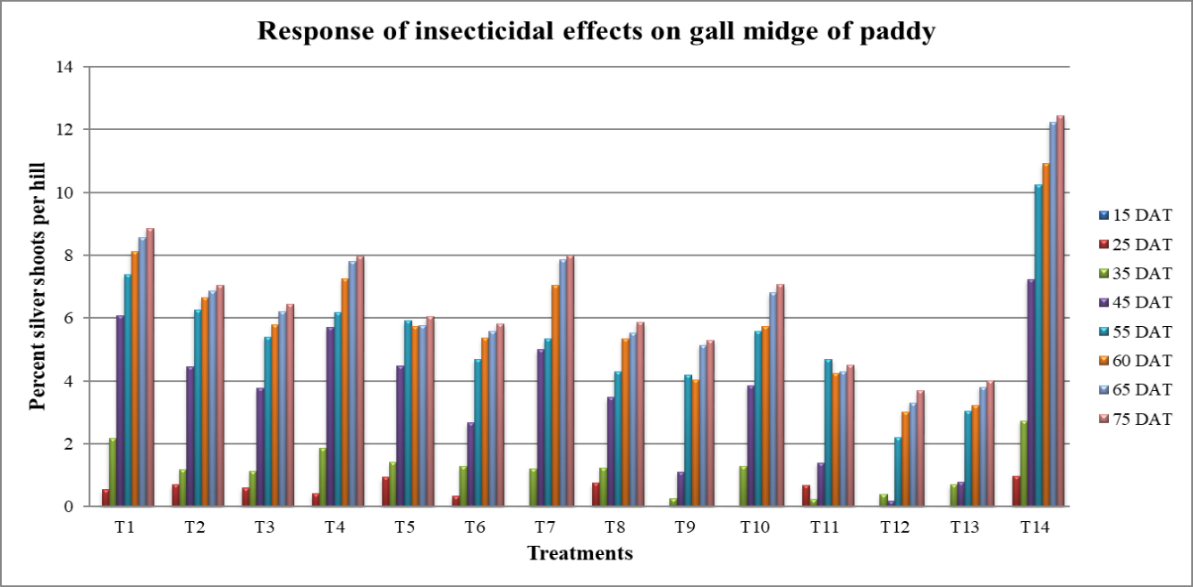 Response of insecticidal effects on gall midge of paddy
Percent silver shoots per hill
14
12
10
8
6
4
2
0
T1 T2 T3 T4 T5 T6 T7 T8 T9 T10 T11 T12 T13 T14
Treatments
15 DAT
25 DAT
35 DAT
45 DAT
55 DAT
60 DAT
65 DAT
75 DAT